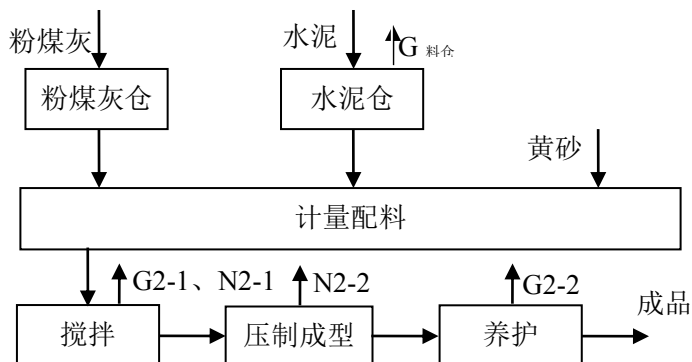 粉煤灰
水泥
G 料仓
粉煤灰仓
水泥仓
黄砂
计量配料
G2-1、N2-1
N2-2
G2-2
成品
搅拌
压制成型
养护